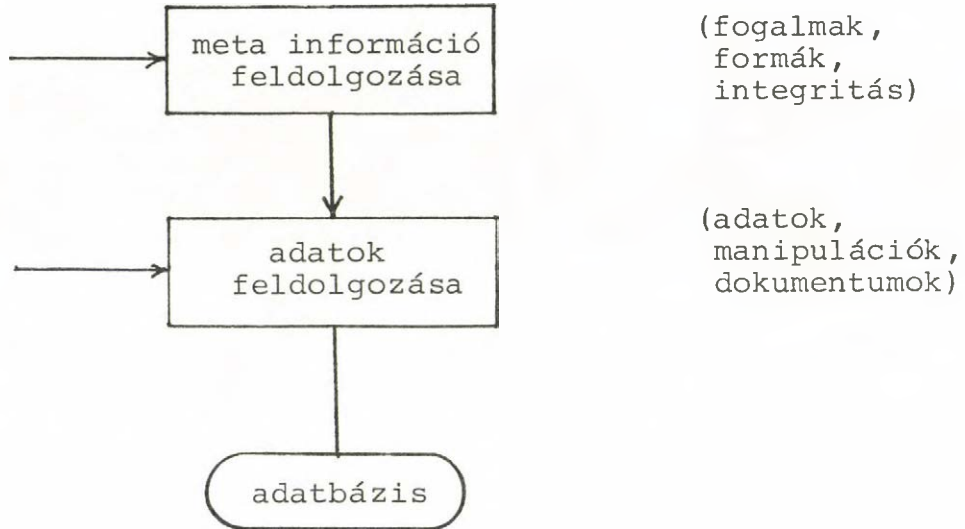 meta információ
feldolgozása
(fogalmak,
formák,
integritás)
adatok
feldolgozása
(adatok,
manipulációk,
dokumentumok)
adatbázis